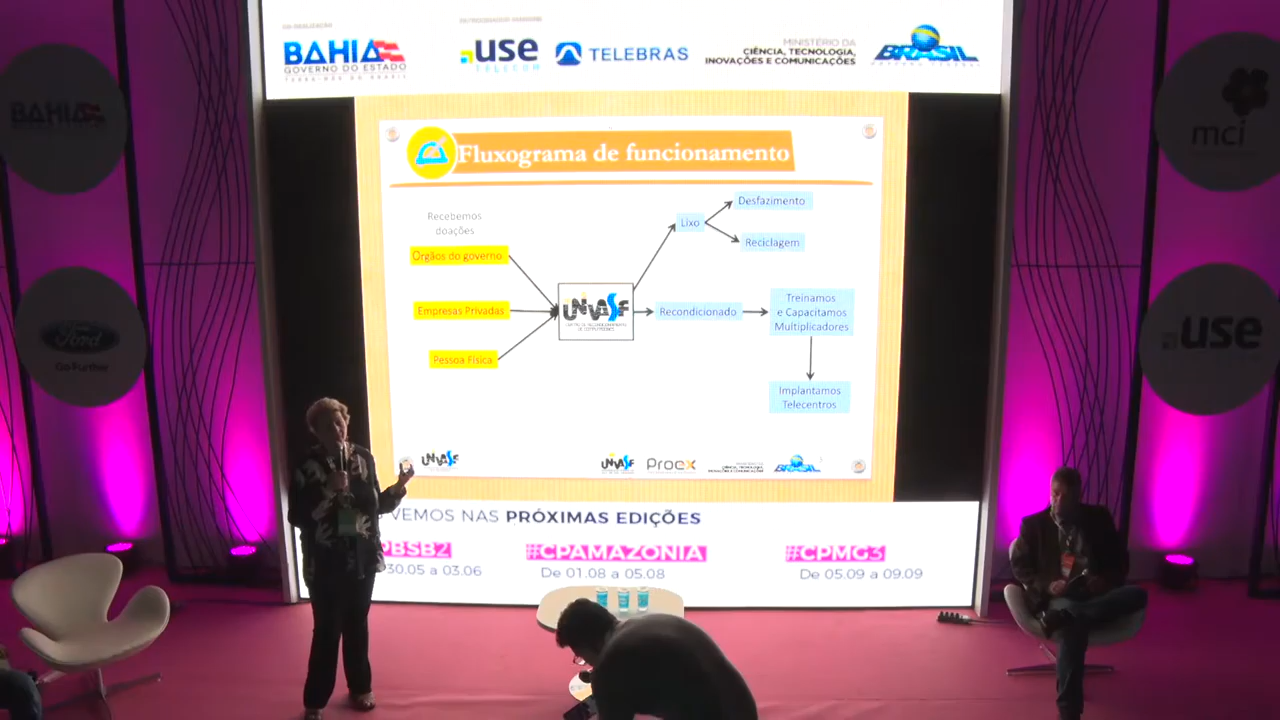 BAHIA
GOVERNO DO ESTADO
USE
TELECOM
TELEBRAS
MINISTÉRIO DA
CIÊNCIA, TECNOLOGIA,
INOVAÇÕES E COMUNICAÇÕES
BRASIL
Fluxograma de funcionamento
Recebemos
doações
Orgãos do governo
Empresas Privadas
Pessoa Física
UNIVASF
Lixo
Desfazimento
Reciclagem
Recondicionado
Treinamos
e Capacitamos
Multiplicadores
Implantamos
Telecentros
UNIVASF
UNIVASF
Proex
BRASIL
VEMOS NAS PRÓXIMAS EDIÇÕES
PBSB2
30.05 a 03.06
#CPAMAZONIA
De 01.08 a 05.08
#CPMG3
De 05.09 a 09.09
BAHIA
Ford
Go Further
mci
USE